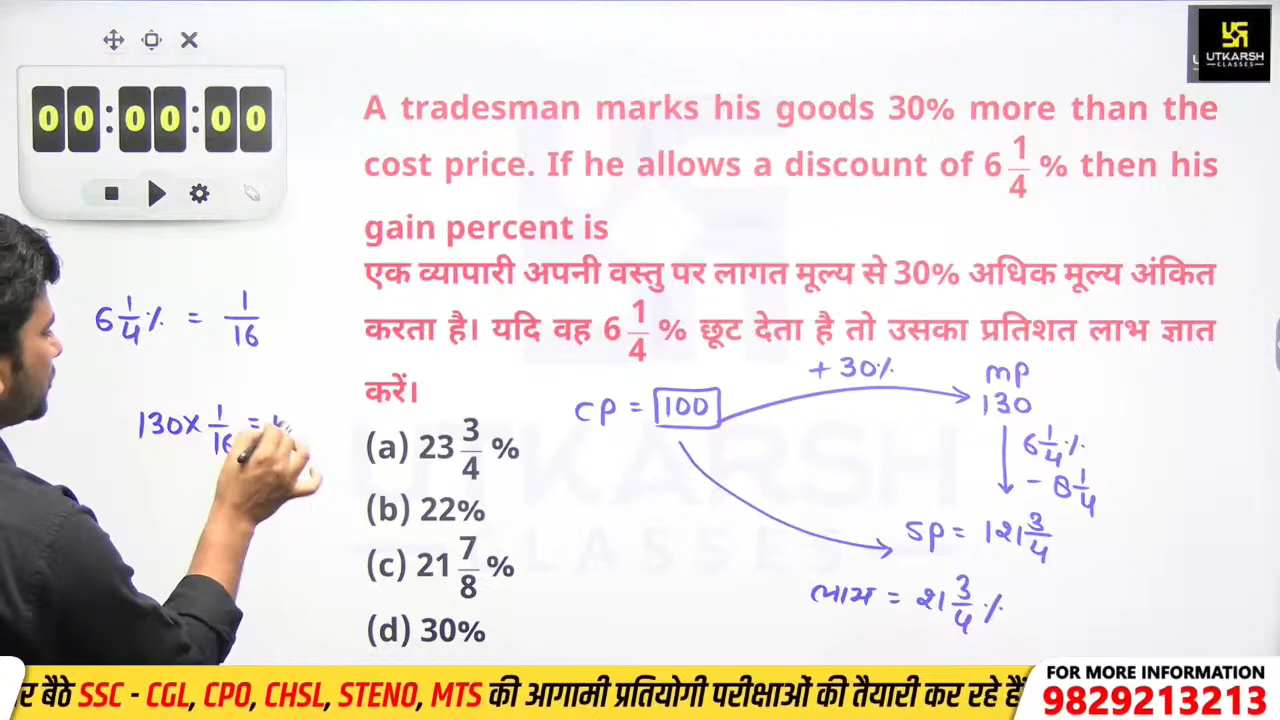 00:00:00
UTKARSH
CLASSES
A tradesman marks his goods 30% more than the
cost price. If he allows a discount of 6 1/4 % then his
gain percent is
एक व्यापारी अपनी वस्तु पर लागत मूल्य से 30% अधिक मूल्य अंकित
करता है। यदि वह 6 1/4 % छूट देता है तो उसका प्रतिशत लाभ ज्ञात
करें।
(a) 23 3/4 %
(b) 22%
(c) 21 7/8 %
(d) 30%
6 1/4 % = 1/16
130 × 1/16 =
CP = 100
+30%
MP
130
6 1/4 %
- 8 1/4
SP = 121 3/4
लाभ = 21 3/4 %
UTKARSH
CLASSES
र बैठे SSC - CGL, CPO, CHSL, STENO, MTS की आगामी प्रतियोगी परीक्षाओं की तैयारी कर रहे हैं
FOR MORE INFORMATION
9829213213